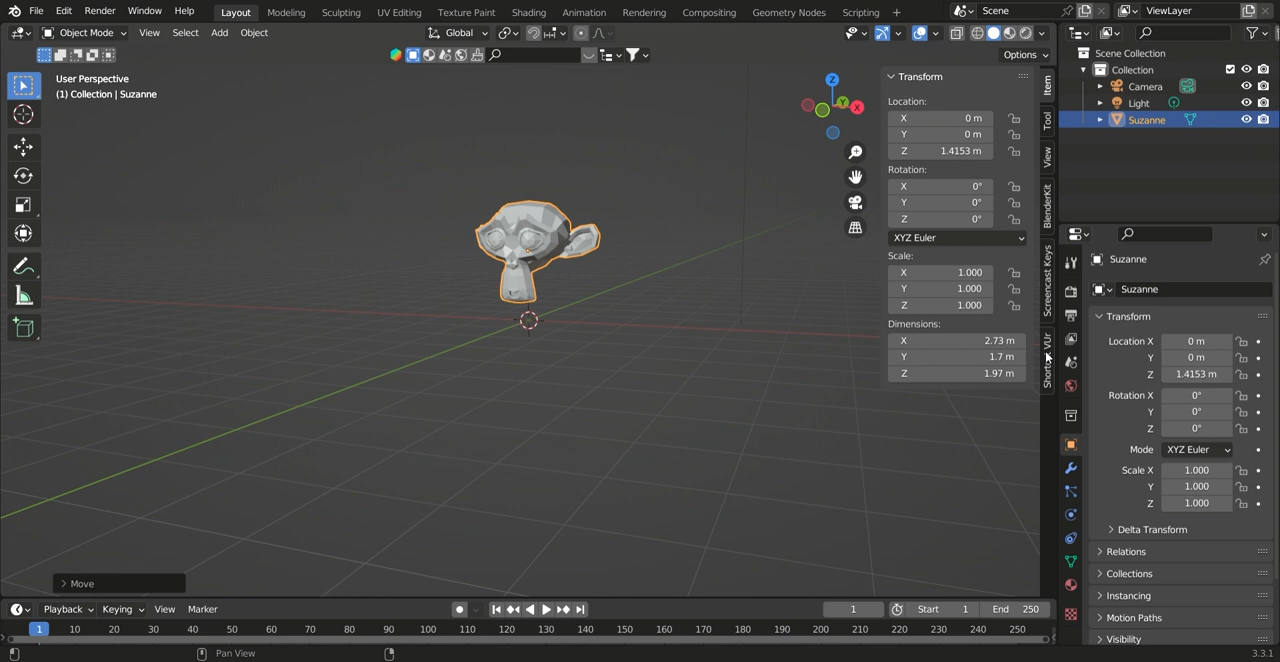 File Edit Render Window Help Layout Modeling Sculpting UV Editing Texture Paint Shading Animation Rendering Compositing Geometry Nodes Scripting + Scene ViewLayer
Object Mode View Select Add Object Global
Options
User Perspective
(1) Collection | Suzanne
Transform
Location:
X 0 m
Y 0 m
Z 1.4153 m
Rotation:
X 0°
Y 0°
Z 0°
XYZ Euler
Scale:
X 1.000
Y 1.000
Z 1.000
Dimensions:
X 2.73 m
Y 1.7 m
Z 1.97 m
Z
Y
X
Item
Tool
View
BlenderKit
Screencast Keys
Scene Collection
Collection
Camera
Light
Suzanne
Suzanne
Suzanne
Transform
Location X 0 m
Y 0 m
Z 1.4153 m
Rotation X 0°
Y 0°
Z 0°
Mode XYZ Euler
Scale X 1.000
Y 1.000
Z 1.000
Delta Transform
Relations
Collections
Instancing
Motion Paths
Visibility
Move
Playback Keying View Marker 1 Start 1 End 250
1 10 20 30 40 50 60 70 80 90 100 110 120 130 140 150 160 170 180 190 200 210 220 230 240 250
Pan View 3.3.1